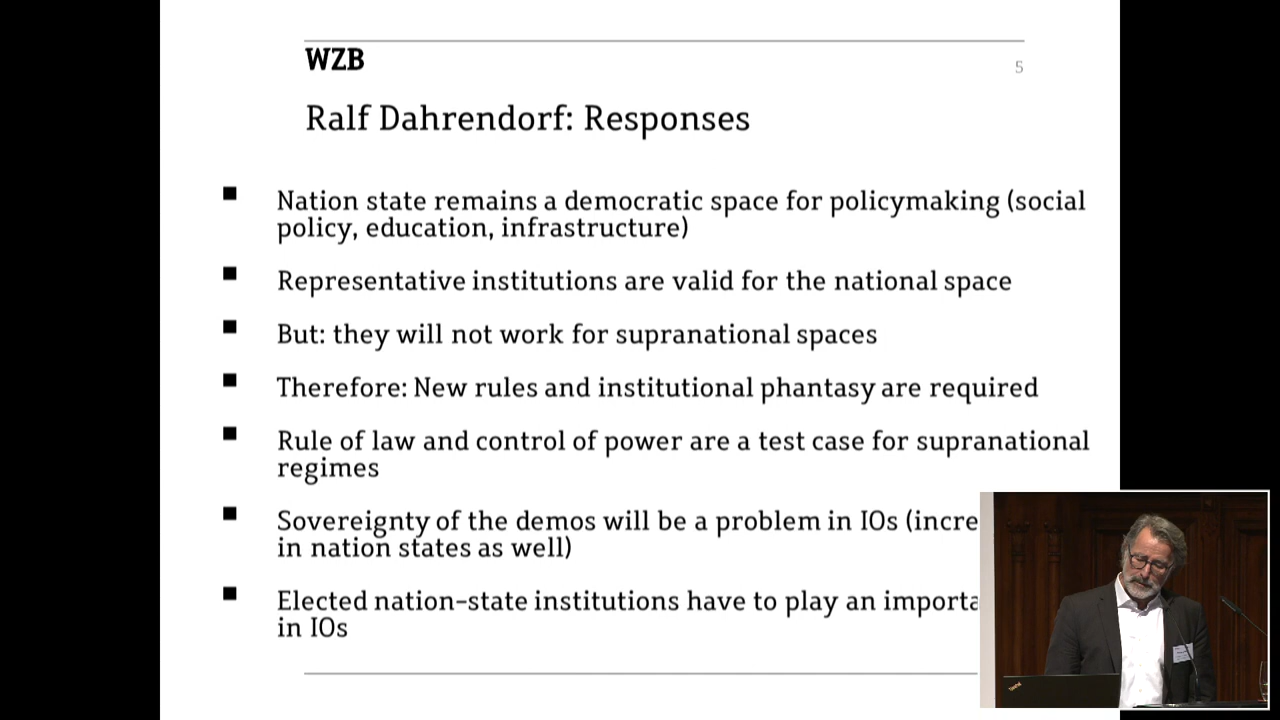 WZB
5
Ralf Dahrendorf: Responses
■ Nation state remains a democratic space for policymaking (social
policy, education, infrastructure)
■ Representative institutions are valid for the national space
■ But: they will not work for supranational spaces
■ Therefore: New rules and institutional phantasy are required
■ Rule of law and control of power are a test case for supranational
regimes
■ Sovereignty of the demos will be a problem in IOs
in nation states as well)
■ Elected nation-state institutions have to play an
in IOs